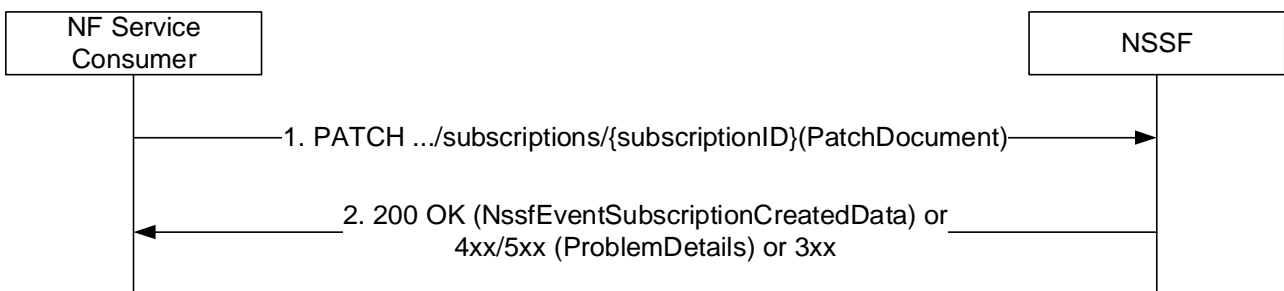 NF Service
Consumer
NSSF
1. PATCH .../subscriptions/{subscriptionID}(PatchDocument)
2. 200 OK (NssfEventSubscriptionCreatedData) or
4xx/5xx (ProblemDetails) or 3xx